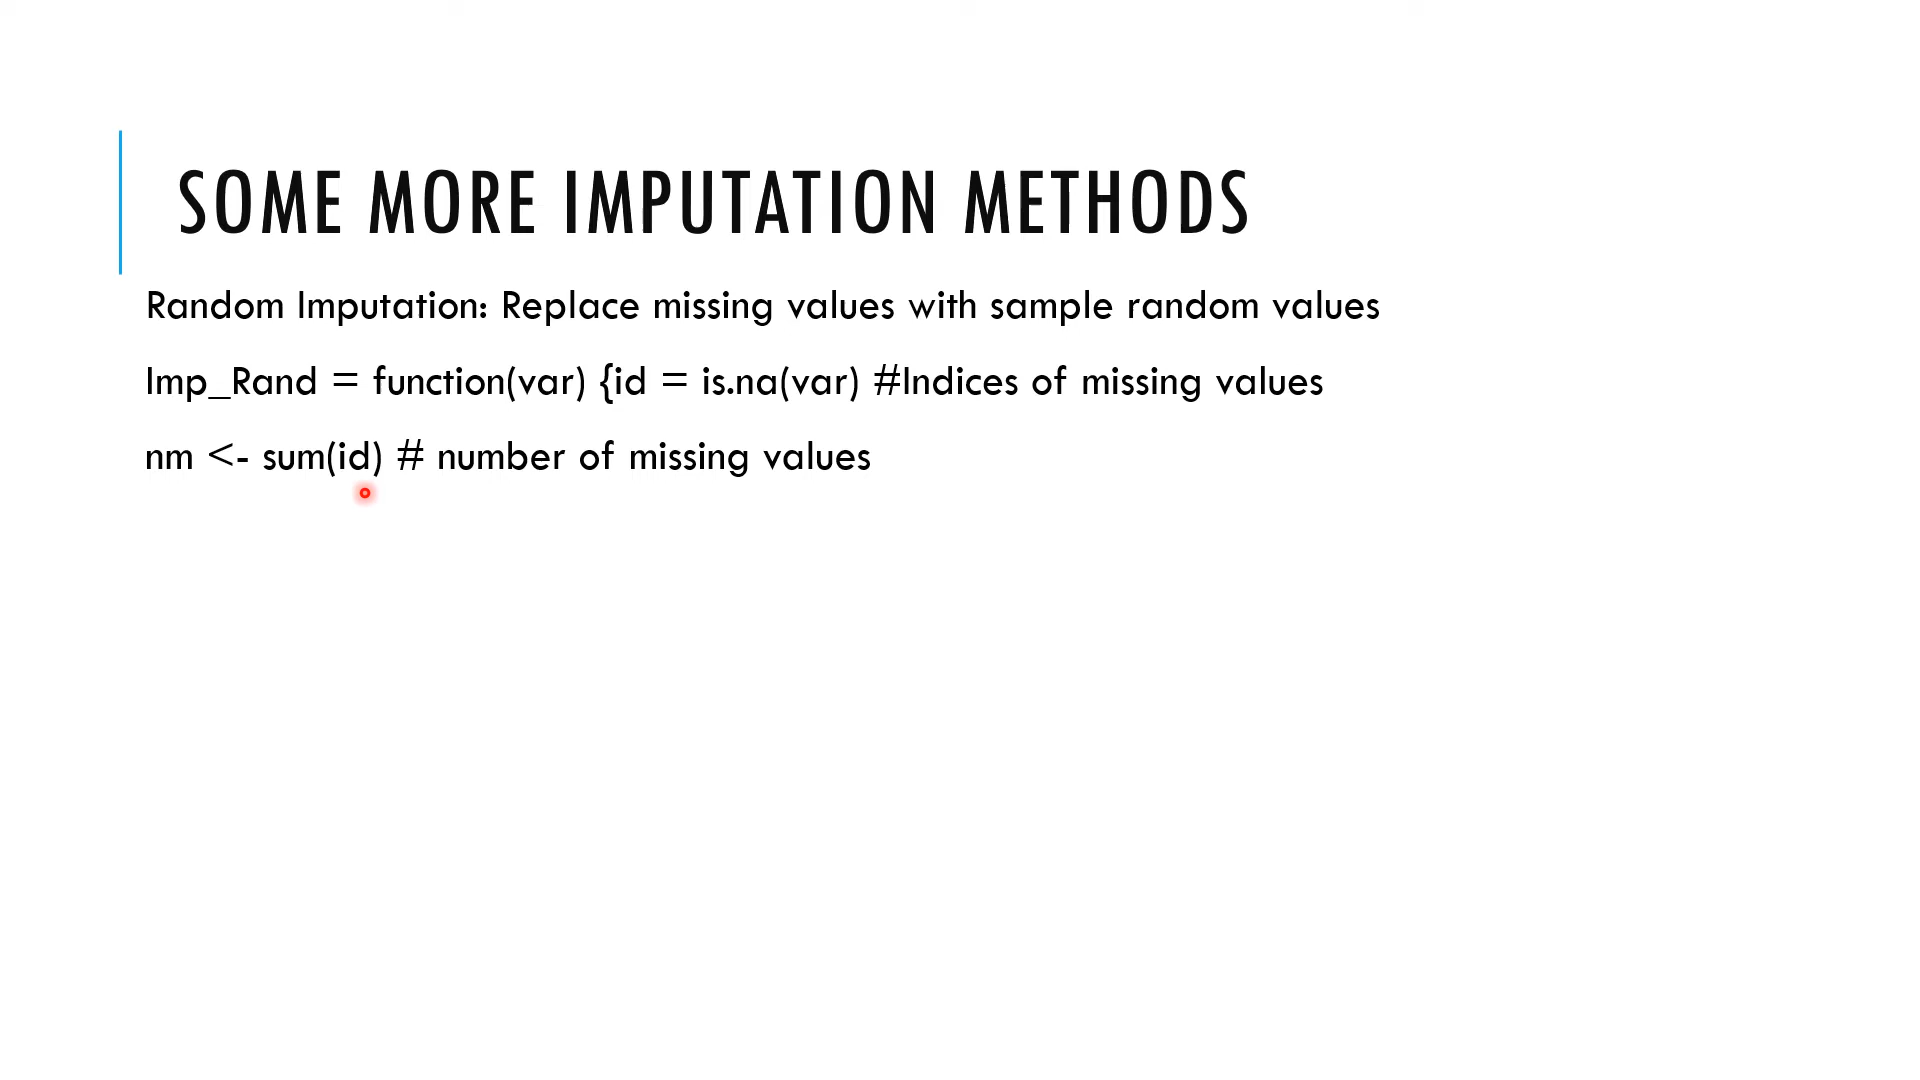 SOME MORE IMPUTATION METHODS
Random Imputation: Replace missing values with sample random values
Imp_Rand = function(var) {id = is.na(var) #Indices of missing values
nm <- sum(id) # number of missing values